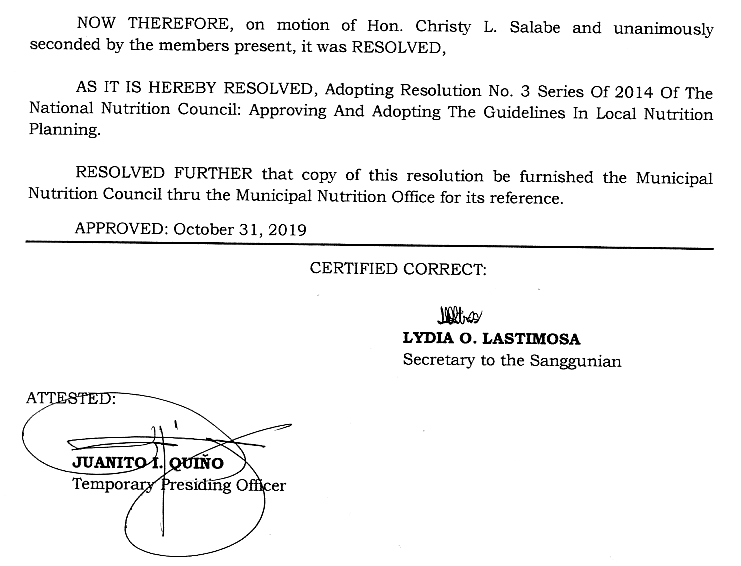 NOW THEREFORE, on motion of Hon. Christy L. Salabe and unanimously
seconded by the members present, it was RESOLVED,
AS IT IS HEREBY RESOLVED, Adopting Resolution No. 3 Series Of 2014 Of The
National Nutrition Council: Approving And Adopting The Guidelines In Local Nutrition
Planning.
RESOLVED FURTHER that copy of this resolution be furnished the Municipal
Nutrition Council thru the Municipal Nutrition Office for its reference.
APPROVED: October 31, 2019
CERTIFIED CORRECT:
LYDIA O. LASTIMOSA
Secretary to the Sanggunian
ATTESTED:
JUANITO I. QUIÑO
Temporary Presiding Officer